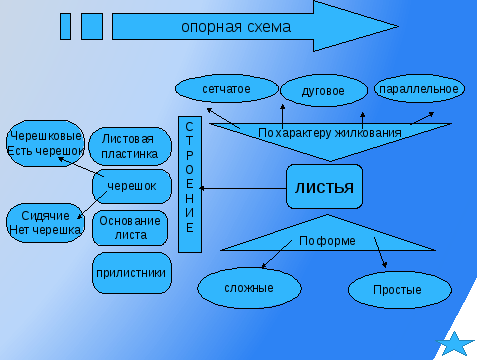 опорная схема
сетчатое
дуговое
параллельное
По характеру жилкования
Черешковые
Есть черешок
Листовая
пластинка
СТРОЕНИЕ
черешок
листья
Сидячие
Нет черешка
Основание
листа
По форме
прилистники
сложные
Простые